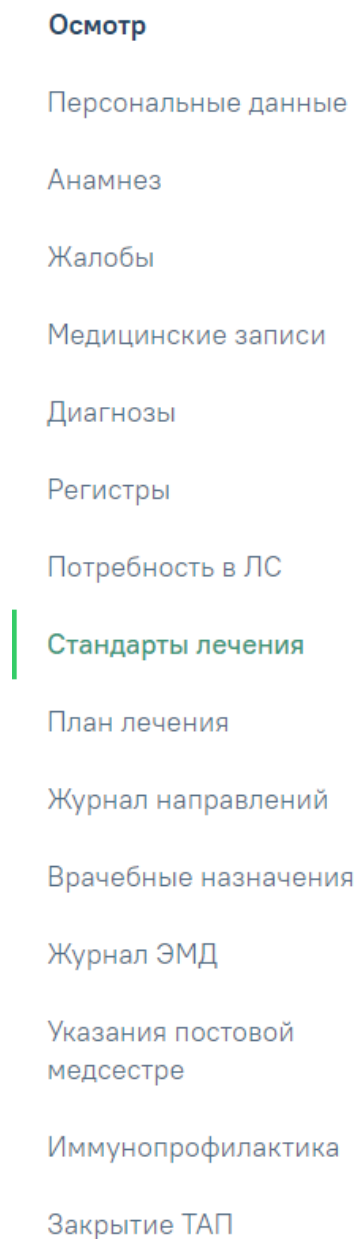 Осмотр
Персональные данные
Анамнез
Жалобы
Медицинские записи
Диагнозы
Регистры
Потребность в ЛС
Стандарты лечения
План лечения
Журнал направлений
Врачебные назначения
Журнал ЭМД
Указания постовой
медсестре
Иммунопрофилактика
Закрытие ТАП